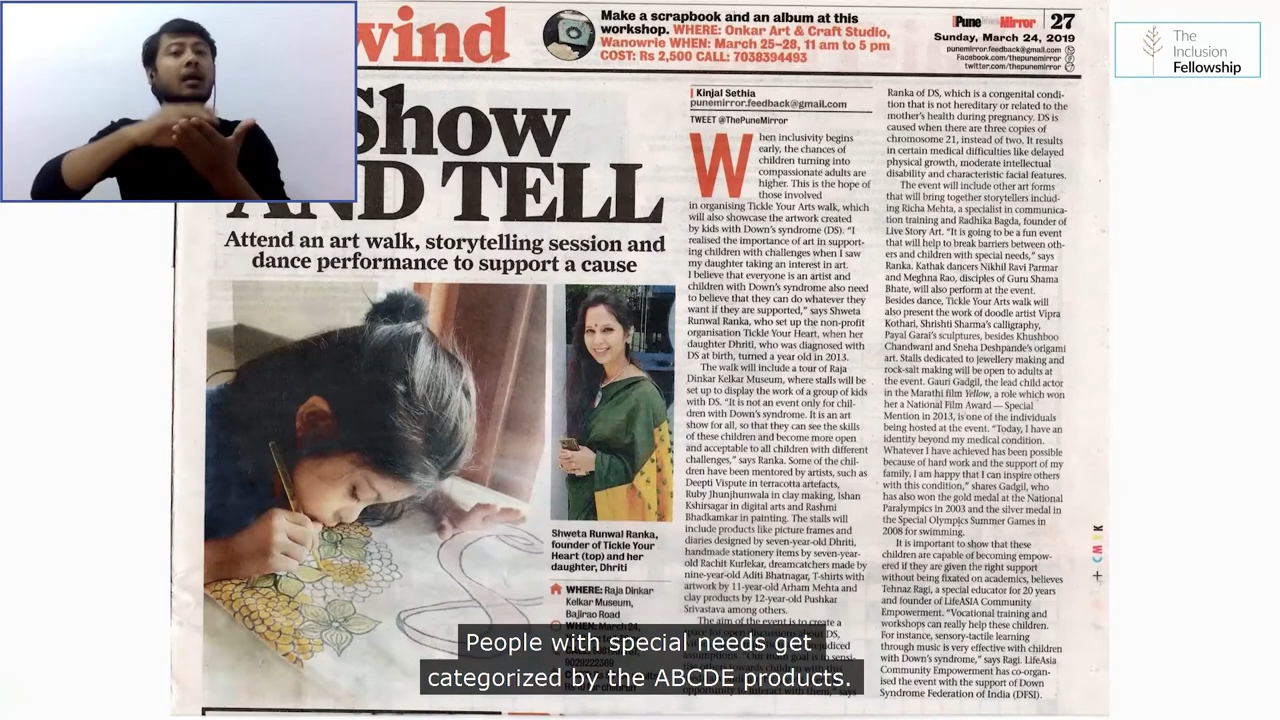 wind
Make a scrapbook and an album at this
workshop. WHERE: Onkar Art & Craft Studio,
Wanowrie WHEN: March 25–28, 11 am to 5 pm
COST: Rs 2,500 CALL: 7038394493
Pune Mirror 27
Sunday, March 24, 2019
punemirror.feedback@gmail.com
Facebook.com/thepunemirror
twitter.com/thepunemirror
The
Inclusion
Fellowship
Show
AND TELL
Attend an art walk, storytelling session and
dance performance to support a cause
Kinjal Sethia
punemirror.feedback@gmail.com
TWEET @ThePuneMirror
When inclusivity begins
early, the chances of
children turning into
compassionate adults are
higher. This is the hope of
those involved
in organising Tickle Your Arts walk, which
will also showcase the artwork created
by kids with Down's syndrome (DS). "I
realised the importance of art in support-
ing children with challenges when I saw
my daughter taking an interest in art.
I believe that everyone is an artist and
children with Down's syndrome also need
to believe that they can do whatever they
want if they are supported," says Shweta
Runwal Ranka, who set up the non-profit
organisation Tickle Your Heart, when her
daughter Dhriti, who was diagnosed with
DS at birth, turned a year old in 2013.
The walk will include a tour of Raja
Dinkar Kelkar Museum, where stalls will be
set up to display the work of a group of kids
with DS. "It is not an event only for chil-
dren with Down's syndrome. It is an art
show for all, so that they can see the skills
of these children and become more open
and acceptable to all children with different
challenges," says Ranka. Some of the chil-
dren have been mentored by artists, such as
Deepti Vispute in terracotta artefacts,
Ruby Jhunjhunwala in clay making, Ishan
Kshirsagar in digital arts and Rashmi
Bhadkamkar in painting. The stalls will
include products like picture frames and
diaries designed by seven-year-old Dhriti,
handmade stationery items by seven-year-
old Rachit Kurlekar, dreamcatchers made by
nine-year-old Aditi Bhatnagar, T-shirts with
artwork by 11-year-old Arham Mehta and
clay products by 12-year-old Pushkar
Srivastava among others.
The aim of the event is to create a
Ranka of DS, which is a congenital condi-
tion that is not hereditary or related to the
mother's health during pregnancy. DS is
caused when there are three copies of
chromosome 21, instead of two. It results
in certain medical difficulties like delayed
physical growth, moderate intellectual
disability and characteristic facial features.
The event will include other art forms
that will bring together storytellers includ-
ing Richa Mehta, a specialist in communica-
tion training and Radhika Bagda, founder of
Live Story Art. "It is going to be a fun event
that will help to break barriers between oth-
ers and children with special needs," says
Ranka. Kathak dancers Nikhil Ravi Parmar
and Meghna Rao, disciples of Guru Shama
Bhate, will also perform at the event.
Besides dance, Tickle Your Arts walk will
also present the work of doodle artist Vipra
Kothari, Shrishti Sharma's calligraphy,
Payal Garai's sculptures, besides Khushboo
Chandwani and Sneha Deshpande's origami
art. Stalls dedicated to jewellery making and
rock-salt making will be open to adults at
the event. Gauri Gadgil, the lead child actor
in the Marathi film Yellow, a role which won
her a National Film Award — Special
Mention in 2013, is one of the individuals
being hosted at the event. "Today, I have an
identity beyond my medical condition.
Whatever I have achieved has been possible
because of hard work and the support of my
family. I am happy that I can inspire others
with this condition," shares Gadgil, who
has also won the gold medal at the National
Paralympics in 2003 and the silver medal in
the Special Olympics Summer Games in
2008 for swimming.
It is important to show that these
children are capable of becoming empow-
ered if they are given the right support
without being fixated on academics, believes
Tehnaz Ragi, a special educator for 20 years
and founder of LifeASIA Community
Empowerment. "Vocational training and
workshops can really help these children.
For instance, sensory-tactile learning
through music is very effective with children
with Down's syndrome," says Ragi. LifeASIA
Community Empowerment has co-organ-
ised the event with the support of Down
Syndrome Federation of India (DFSI).
Shweta Runwal Ranka,
founder of Tickle Your
Heart (top) and her
daughter, Dhriti
WHERE: Raja Dinkar
Kelkar Museum,
Bajirao Road
WHEN: March 24,
9029222369
C M Y K
People with special needs get
categorized by the ABCDE products.